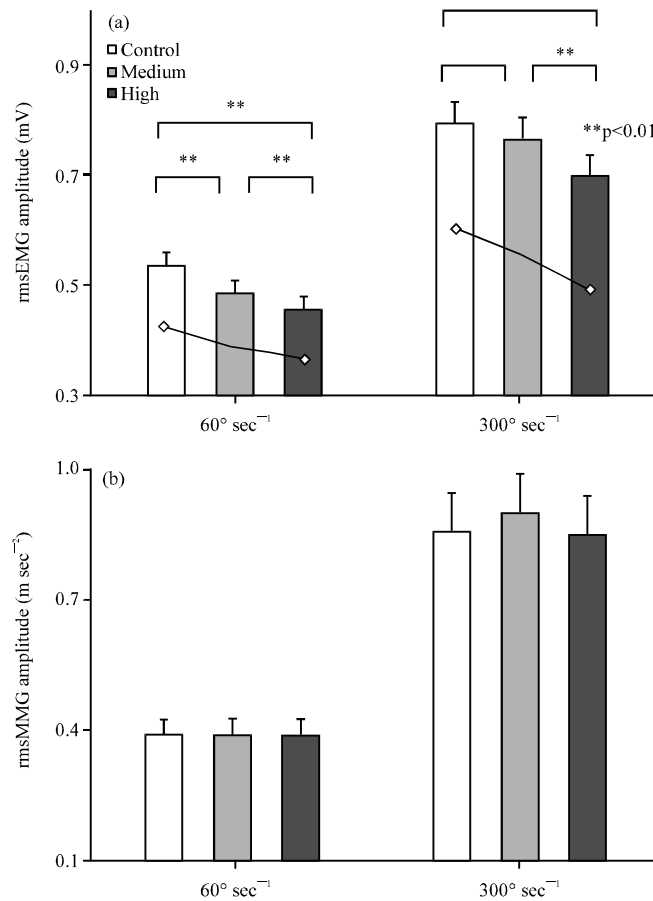 (a)
Control
Medium
High
rmsEMG amplitude (mV)
0.9
0.7
0.5
0.3
**
**
**
**
**p<0.01
60° sec⁻¹
300° sec⁻¹
(b)
rmsMMG amplitude (m sec⁻²)
1.0
0.7
0.4
0.1
60° sec⁻¹
300° sec⁻¹